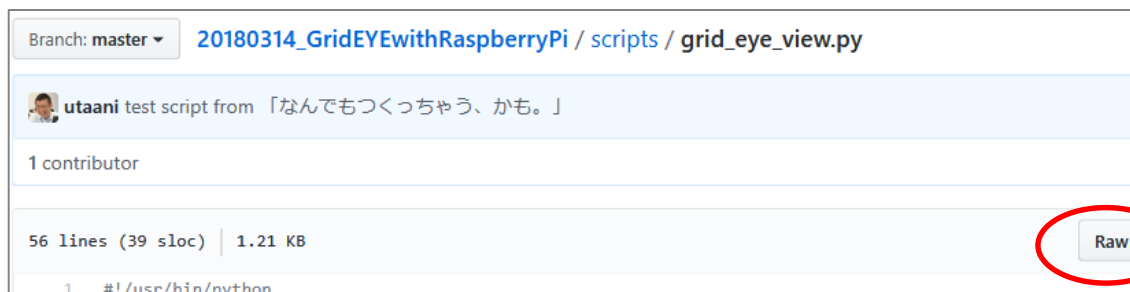 Branch: master 20180314_GridEYEwithRaspberryPi / scripts / grid_eye_view.py
utaani test script from 「なんでもつくっちゃう、かも。」
1 contributor
56 lines (39 sloc) 1.21 KB Raw
1 #!/usr/bin/python